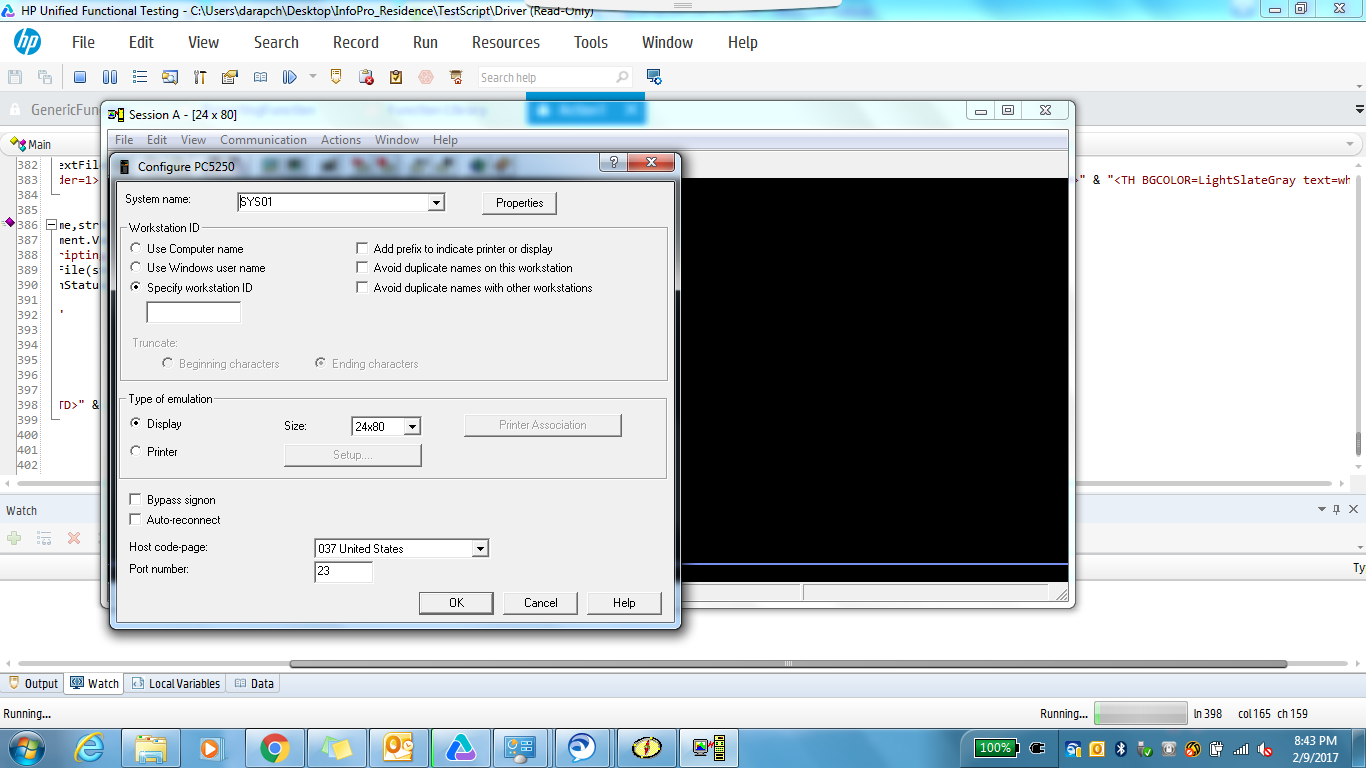 HP Unified Functional Testing - C:\Users\darapch\Desktop\InfoPro_Residence\TestScript\Driver (Read-Only)
hp File Edit View Search Record Run Resources Tools Window Help
Search help
GenericFun
Session A - [24 x 80]
Main
File Edit View Communication Actions Window Help
382 extFil
383 der=1> >" & "<TH BGCOLOR=LightSlateGray text=wh
384
385
386 me,str
387 ment.V
388 ripting
389 File(s
390 nStatu
391
392 "
393
394
395
396
397
398 TD>" &
399
400
401
402
Configure PC5250
System name: SYS01 Properties
Workstation ID
Use Computer name Add prefix to indicate printer or display
Use Windows user name Avoid duplicate names on this workstation
Specify workstation ID Avoid duplicate names with other workstations
Truncate:
Beginning characters Ending characters
Type of emulation
Display Size: 24x80 Printer Association
Printer Setup....
Bypass signon
Auto-reconnect
Host code-page: 037 United States
Port number: 23
OK Cancel Help
Watch
Ty
Output Watch Local Variables Data
Running... Running... ln 398 col 165 ch 159
100% 8:43 PM
2/9/2017